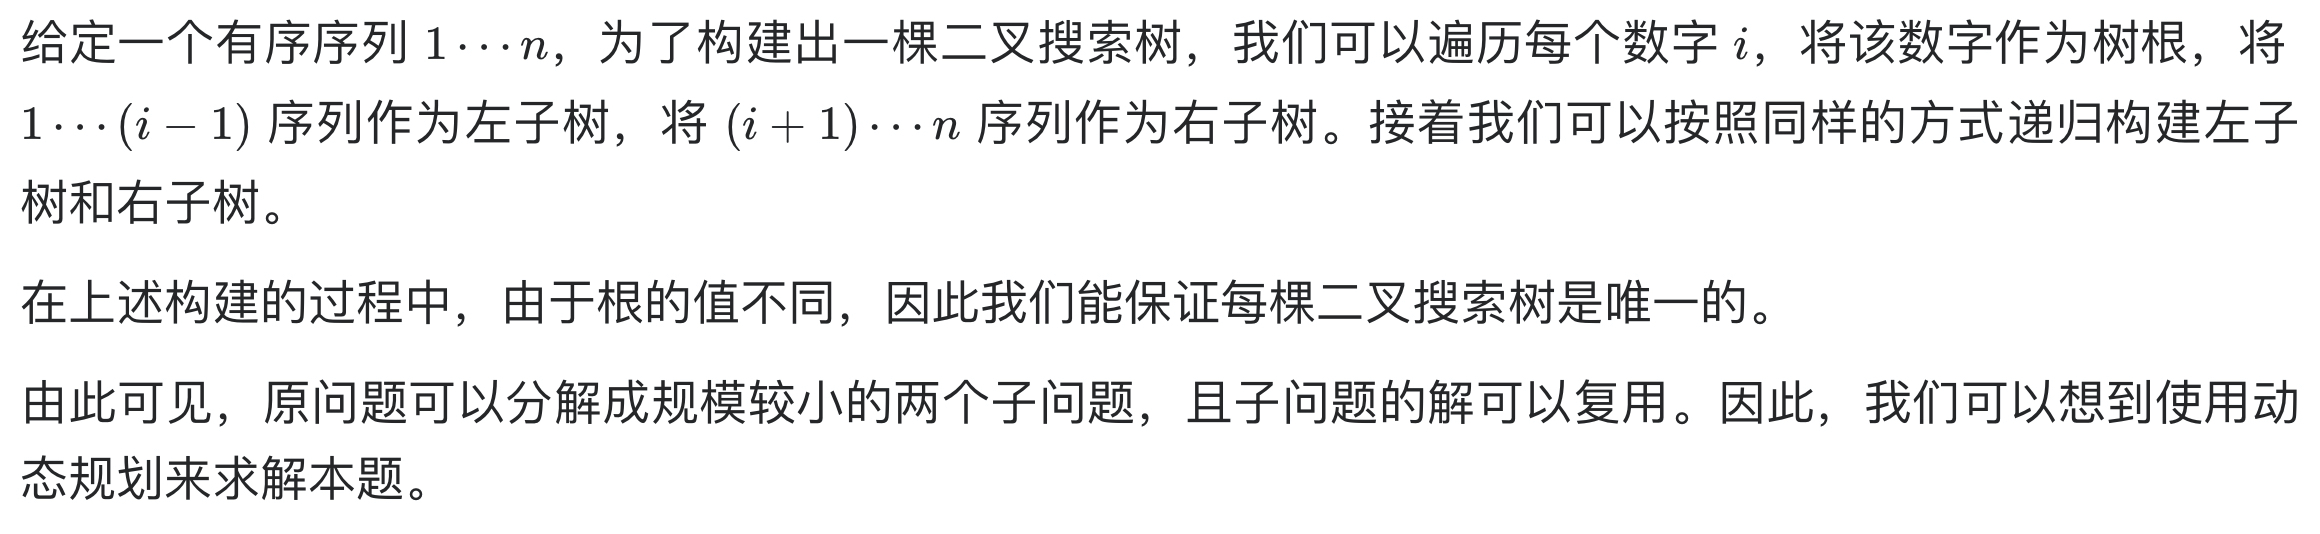 给定一个有序序列 1⋯n，为了构建出一棵二叉搜索树，我们可以遍历每个数字 i，将该数字作为树根，将
1⋯(i − 1) 序列作为左子树，将 (i + 1)⋯n 序列作为右子树。接着我们可以按照同样的方式递归构建左子
树和右子树。
在上述构建的过程中，由于根的值不同，因此我们能保证每棵二叉搜索树是唯一的。
由此可见，原问题可以分解成规模较小的两个子问题，且子问题的解可以复用。因此，我们可以想到使用动
态规划来求解本题。